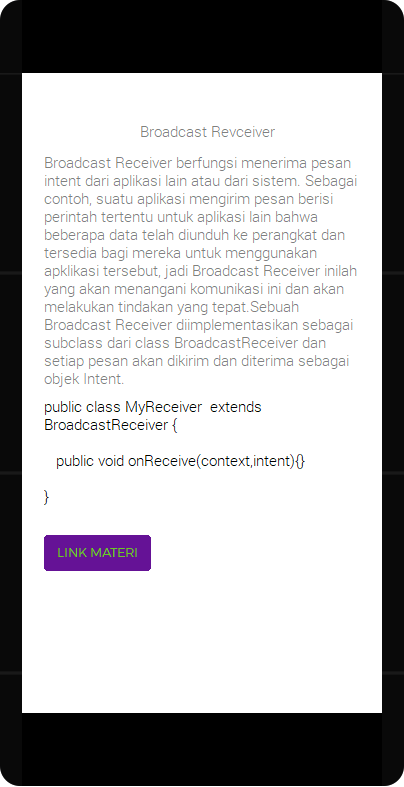 Broadcast Revceiver
Broadcast Receiver berfungsi menerima pesan
intent dari aplikasi lain atau dari sistem. Sebagai
contoh, suatu aplikasi mengirim pesan berisi
perintah tertentu untuk aplikasi lain bahwa
beberapa data telah diunduh ke perangkat dan
tersedia bagi mereka untuk menggunakan
apklikasi tersebut, jadi Broadcast Receiver inilah
yang akan menangani komunikasi ini dan akan
melakukan tindakan yang tepat.Sebuah
Broadcast Receiver diimplementasikan sebagai
subclass dari class BroadcastReceiver dan
setiap pesan akan dikirim dan diterima sebagai
objek Intent.
public class MyReceiver  extends
BroadcastReceiver {
public void onReceive(context,intent){}
}
LINK MATERI